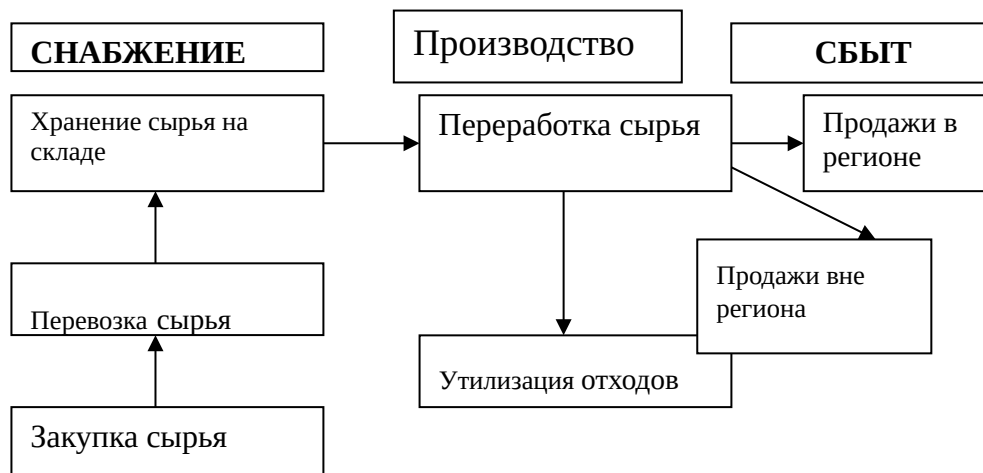 СНАБЖЕНИЕ
Производство
СБЫТ
Хранение сырья на
складе
Переработка сырья
Продажи в
регионе
Перевозка сырья
Продажи вне
региона
Утилизация отходов
Закупка сырья